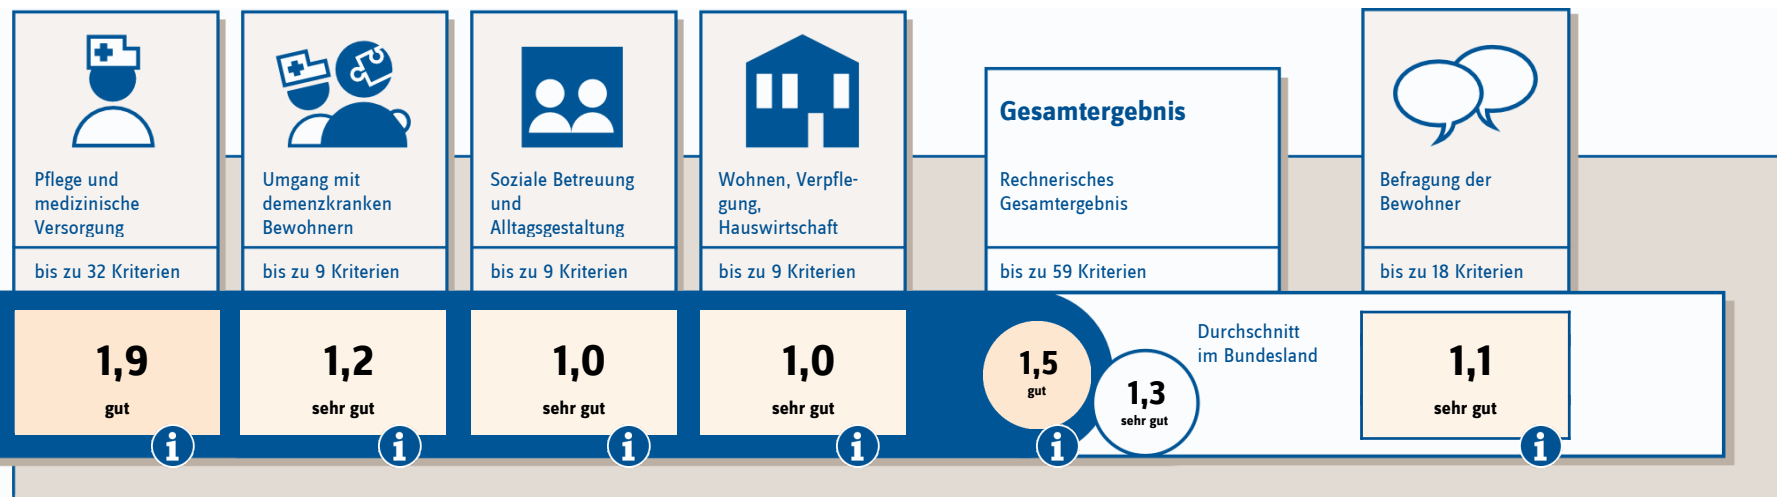 Pflege und
medizinische
Versorgung
bis zu 32 Kriterien
1,9
gut
i
Umgang mit
demenzkranken
Bewohnern
bis zu 9 Kriterien
1,2
sehr gut
i
Soziale Betreuung
und
Alltagsgestaltung
bis zu 9 Kriterien
1,0
sehr gut
i
Wohnen, Verpfle-
gung,
Hauswirtschaft
bis zu 9 Kriterien
1,0
sehr gut
i
Gesamtergebnis
Rechnerisches
Gesamtergebnis
bis zu 59 Kriterien
1,5
gut
i
1,3
sehr gut
Durchschnitt
im Bundesland
Befragung der
Bewohner
bis zu 18 Kriterien
1,1
sehr gut
i